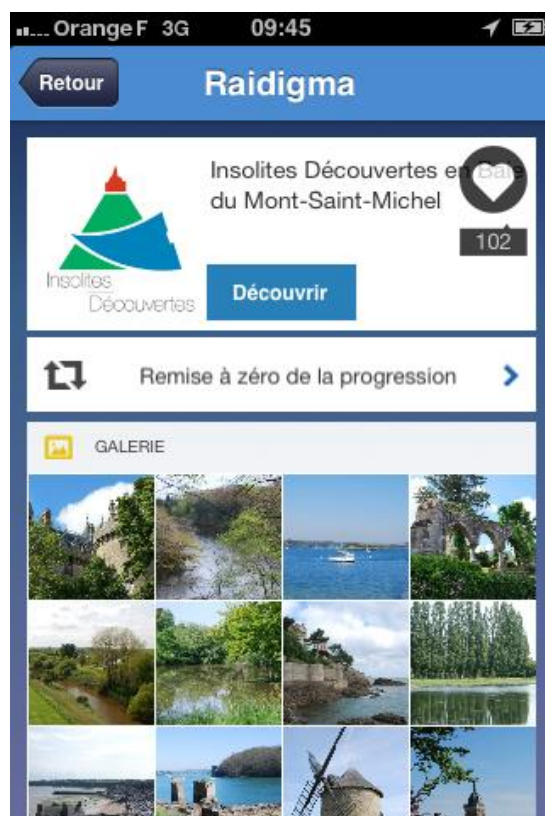 Orange F 3G 09:45
Retour
Raidigma
Insolites Découvertes en Baie
du Mont-Saint-Michel
102
Insolites
Découvertes
Découvrir
Remise à zéro de la progression
GALERIE